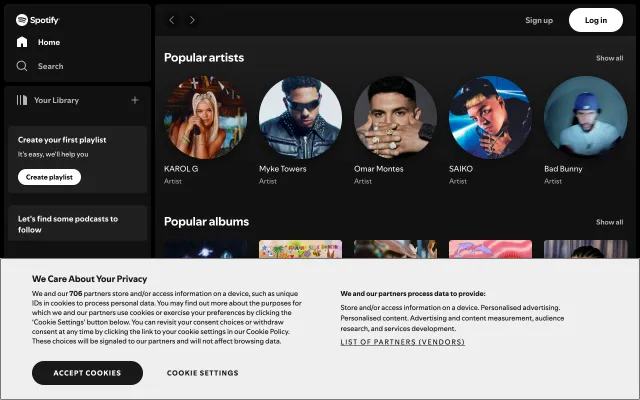 Spotify
Home
Search
Your Library
Create your first playlist
It's easy, we'll help you
Create playlist
Let's find some podcasts to
follow
Sign up
Log in
Popular artists
Show all
KAROL G
Artist
Myke Towers
Artist
Omar Montes
Artist
SAIKO
Artist
Bad Bunny
Artist
Popular albums
Show all
We Care About Your Privacy
We and our 706 partners store and/or access information on a device, such as unique
IDs in cookies to process personal data. You may find out more about the purposes for
which we and our partners use cookies or exercise your preferences by clicking the
'Cookie Settings' button below. You can revisit your consent choices or withdraw
consent at any time by clicking the link to your cookie settings in our Cookie Policy.
These choices will be signaled to our partners and will not affect browsing data.
We and our partners process data to provide:
Store and/or access information on a device. Personalised advertising.
Personalised content. Advertising and content measurement, audience
research, and services development.
LIST OF PARTNERS (VENDORS)
ACCEPT COOKIES
COOKIE SETTINGS